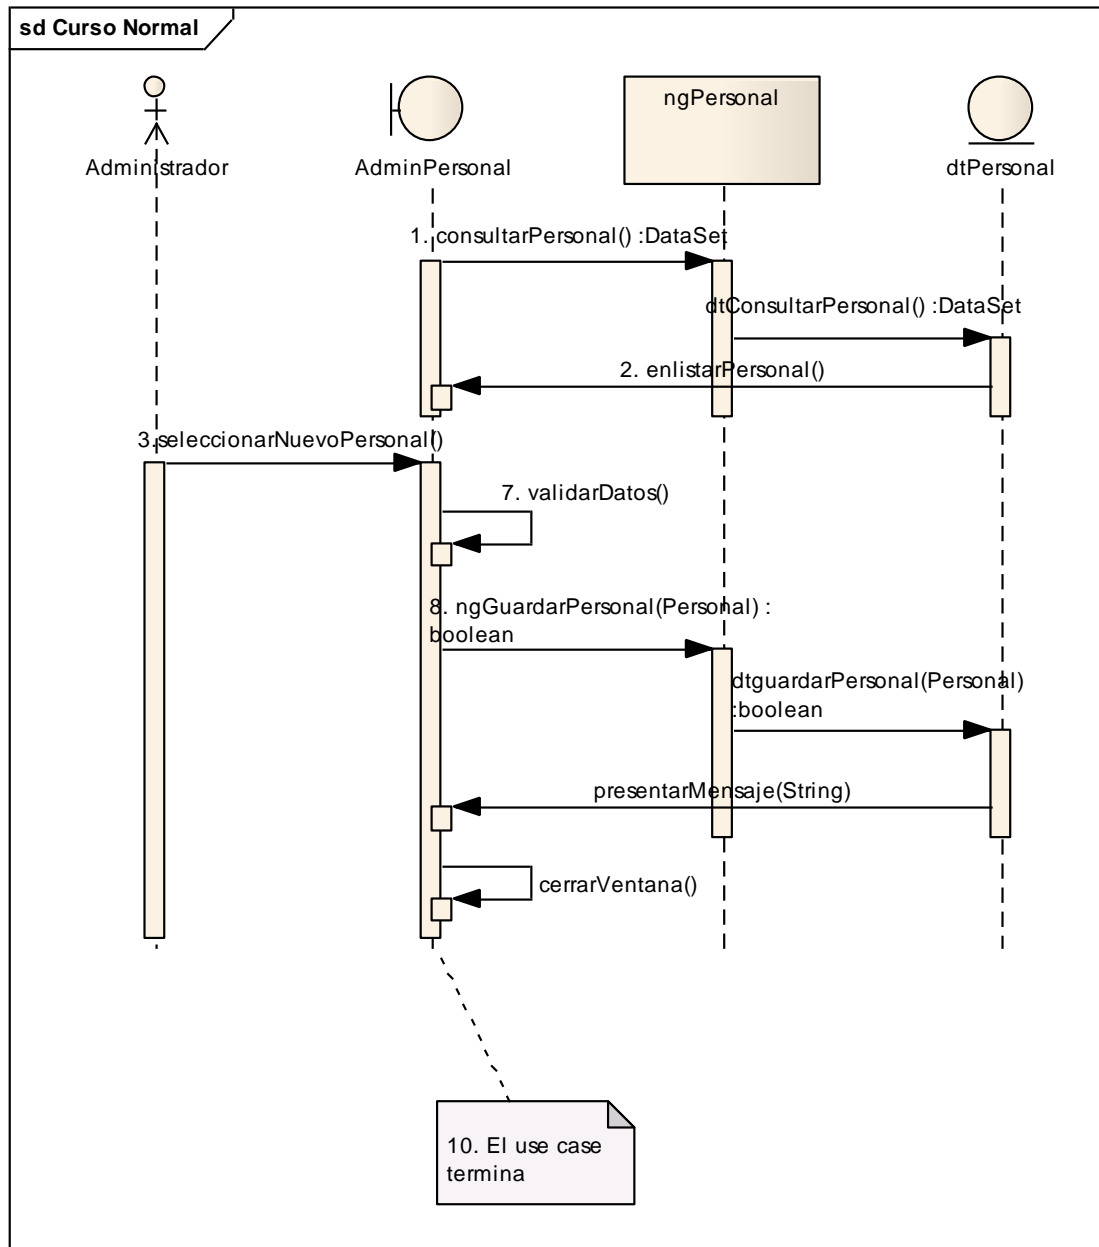 sd Curso Normal
ngPersonal
Administrador
AdminPersonal
dtPersonal
1. consultarPersonal() :DataSet
dtConsultarPersonal() :DataSet
2. enlistarPersonal()
3.seleccionarNuevoPersonal()
7. validarDatos()
8. ngGuardarPersonal(Personal) :
boolean
dtguardarPersonal(Personal)
:boolean
presentarMensaje(String)
cerrarVentana()
10. El use case
termina